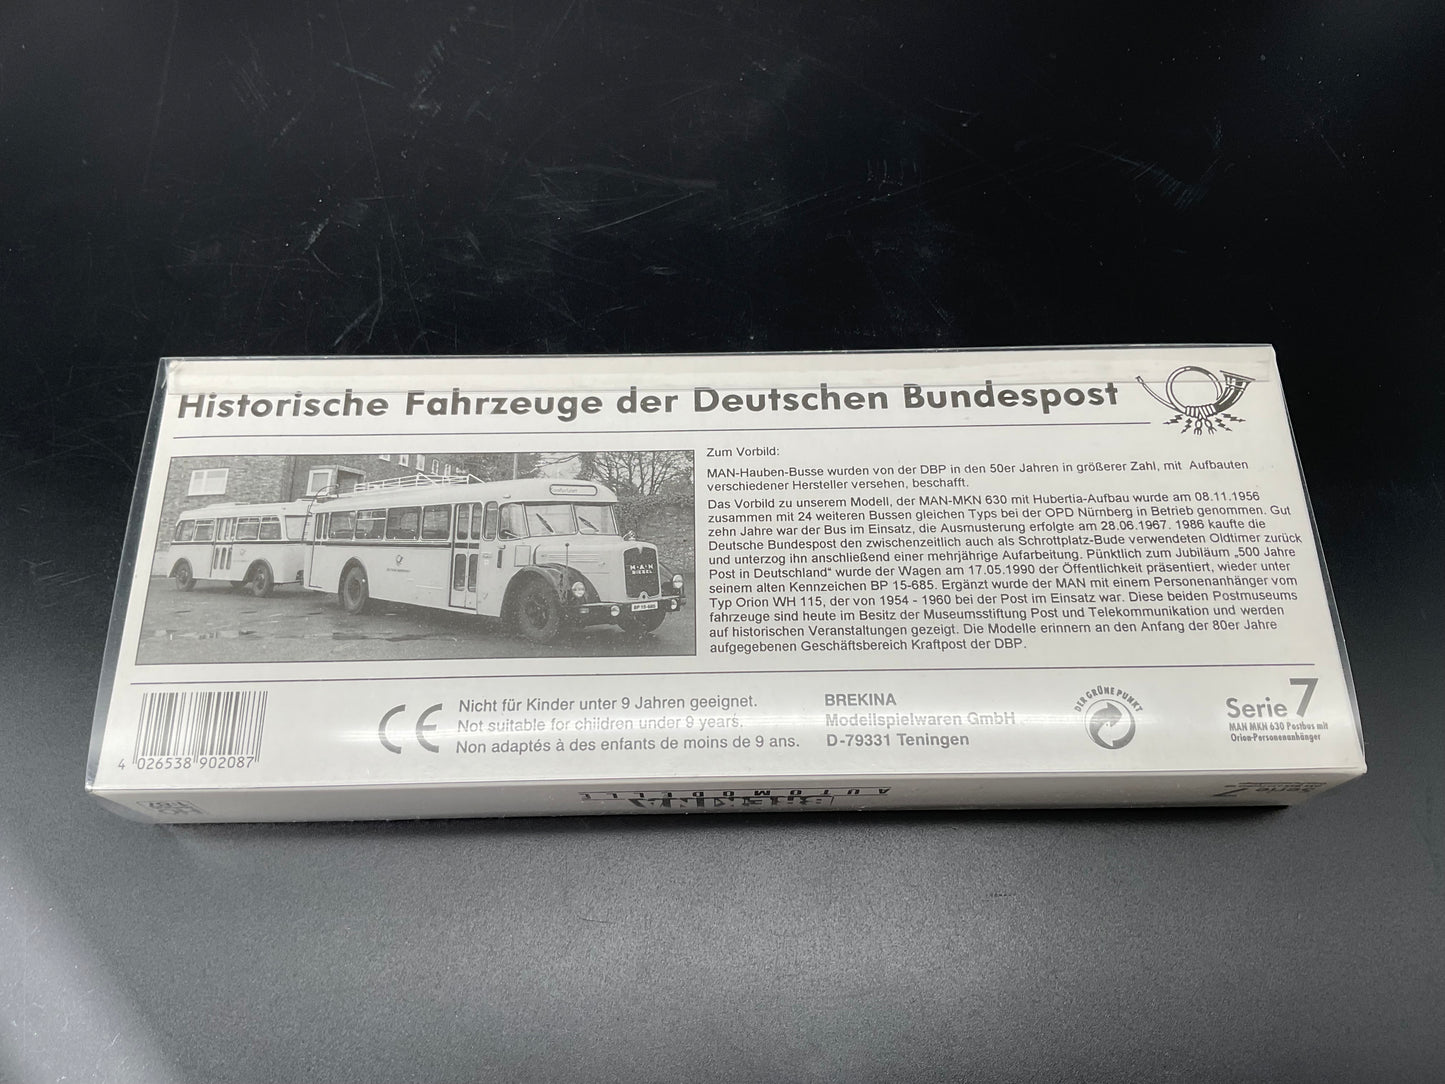 Historische Fahrzeuge der Deutschen Bundespost
Zum Vorbild:
MAN-Hauben-Busse wurden von der DBP in den 50er Jahren in größerer Zahl, mit Aufbauten
verschiedener Hersteller versehen, beschafft.
Das Vorbild zu unserem Modell, der MAN-MKN 630 mit Hubertia-Aufbau wurde am 08.11.1956
zusammen mit 24 weiteren Bussen gleichen Typs bei der OPD Nürnberg in Betrieb genommen. Gut
zehn Jahre war der Bus im Einsatz, die Ausmusterung erfolgte am 28.06.1967. 1986 kaufte die
Deutsche Bundespost den zwischenzeitlich auch als Schrottplatz-Bude verwendeten Oldtimer zurück
und unterzog ihn anschließend einer mehrjährige Aufarbeitung. Pünktlich zum Jubiläum „500 Jahre
Post in Deutschland" wurde der Wagen am 17.05.1990 der Öffentlichkeit präsentiert, wieder unter
seinem alten Kennzeichen BP 15-685. Ergänzt wurde der MAN mit einem Personenanhänger vom
Typ Orion WH 115, der von 1954 - 1960 bei der Post im Einsatz war. Diese beiden Postmuseums
fahrzeuge sind heute im Besitz der Museumsstiftung Post und Telekommunikation und werden
auf historischen Veranstaltungen gezeigt. Die Modelle erinnern an den Anfang der 80er Jahre
aufgegebenen Geschäftsbereich Kraftpost der DBP.
M·A·N
DIESEL
BP 15-685
4 026538 902087
CE
Nicht für Kinder unter 9 Jahren geeignet.
Not suitable for children under 9 years.
Non adaptés à des enfants de moins de 9 ans.
BREKINA
Modellspielwaren GmbH
D-79331 Teningen
DER GRÜNE PUNKT
Serie 7
MAN MKN 630 Postbus mit
Orion-Personenanhänger
BREKINA
AUTOMODELLE
Serie 7
HO
1:87